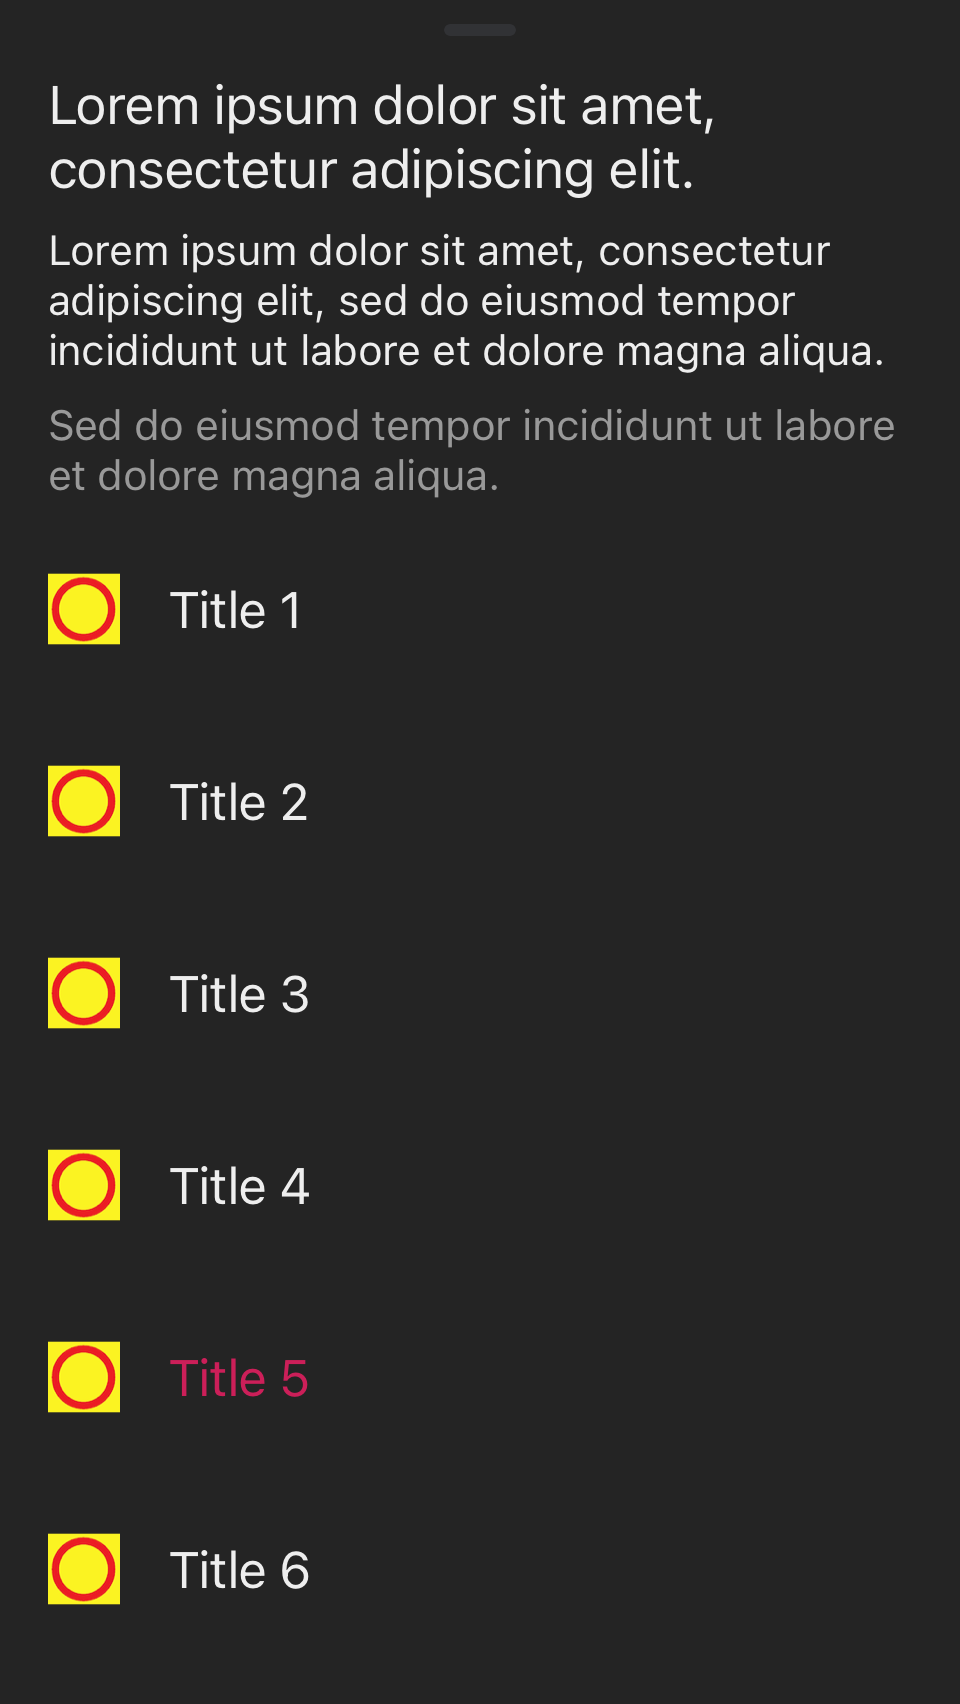 Lorem ipsum dolor sit amet,
consectetur adipiscing elit.
Lorem ipsum dolor sit amet, consectetur
adipiscing elit, sed do eiusmod tempor
incididunt ut labore et dolore magna aliqua.
Sed do eiusmod tempor incididunt ut labore
et dolore magna aliqua.
Title 1
Title 2
Title 3
Title 4
Title 5
Title 6